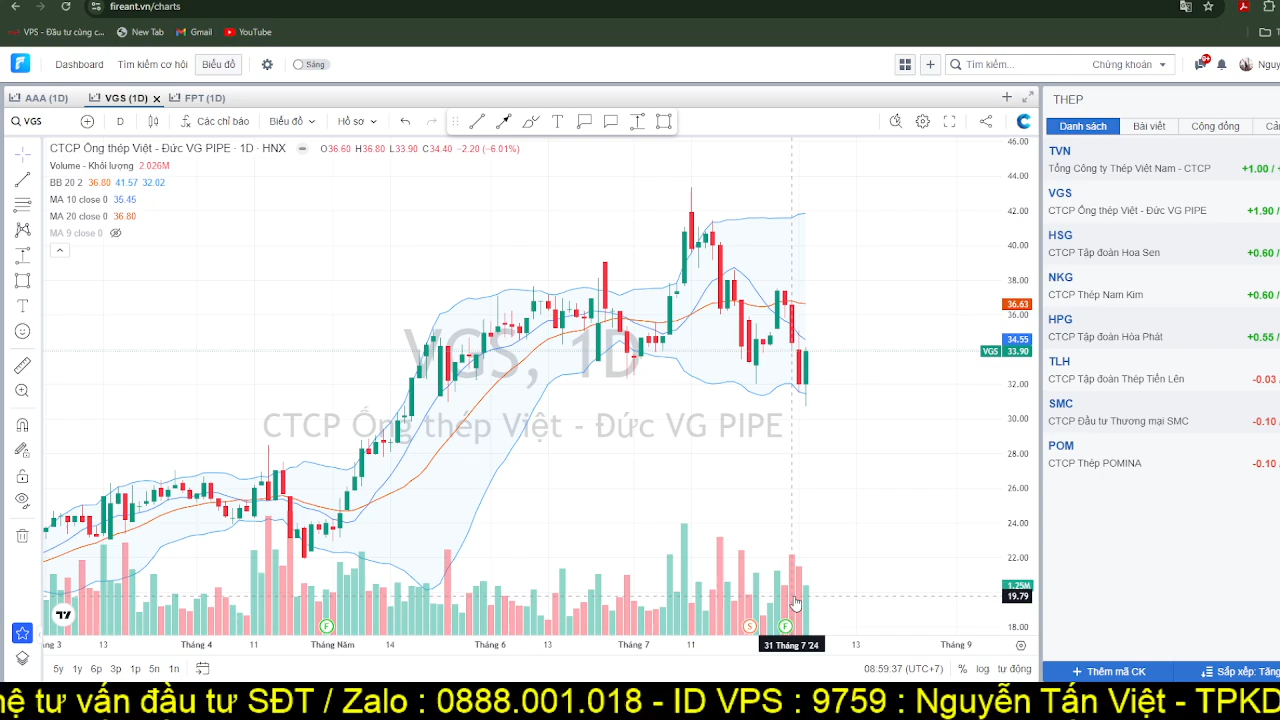 fireant.vn/charts
VPS - Đầu tư cùng c...
New Tab
Gmail
YouTube
Dashboard
Tìm kiếm cơ hội
Biểu đồ
Sáng
Tìm kiếm...
Chứng khoán
9+
Nguy
AAA (1D)
VGS (1D)
FPT (1D)
THEP
VGS
D
Các chỉ báo
Biểu đồ
Hồ sơ
Danh sách
Bài viết
Cộng đồng
CTCP Ống thép Việt - Đức VG PIPE · 1D · HNX
O36.60 H36.80 L33.90 C34.40 −2.20 (−6.01%)
Volume - Khối lượng 2.026M
BB 20 2 36.80 41.57 32.02
MA 10 close 0 35.45
MA 20 close 0 36.80
MA 9 close 0
VGS, 1D
CTCP Ống thép Việt - Đức VG PIPE
46.00
44.00
42.00
40.00
38.00
36.63
36.00
34.55
VGS 33.90
32.00
30.00
28.00
26.00
24.00
22.00
1.25M
19.79
18.00
TVN
Tổng Công ty Thép Việt Nam - CTCP +1.00 /
VGS
CTCP Ống thép Việt - Đức VG PIPE +1.90 /
HSG
CTCP Tập đoàn Hoa Sen +0.60 /
NKG
CTCP Thép Nam Kim +0.60 /
HPG
CTCP Tập đoàn Hòa Phát +0.55 /
TLH
CTCP Tập đoàn Thép Tiến Lên -0.03 /
SMC
CTCP Đầu tư Thương mại SMC -0.10 /
POM
CTCP Thép POMINA -0.10 /
E
S
E
ng 3 13 Tháng 4 11 Tháng Năm 14 Tháng 6 13 Tháng 7 11 31 Tháng 7 '24 13 Tháng 9
5y 1y 6p 3p 1p 5n 1n
08:59:37 (UTC+7)
% log tự động
Thêm mã CK
Sắp xếp: Tăng
hệ tư vấn đầu tư SĐT / Zalo : 0888.001.018 - ID VPS : 9759 : Nguyễn Tấn Việt - TPKD